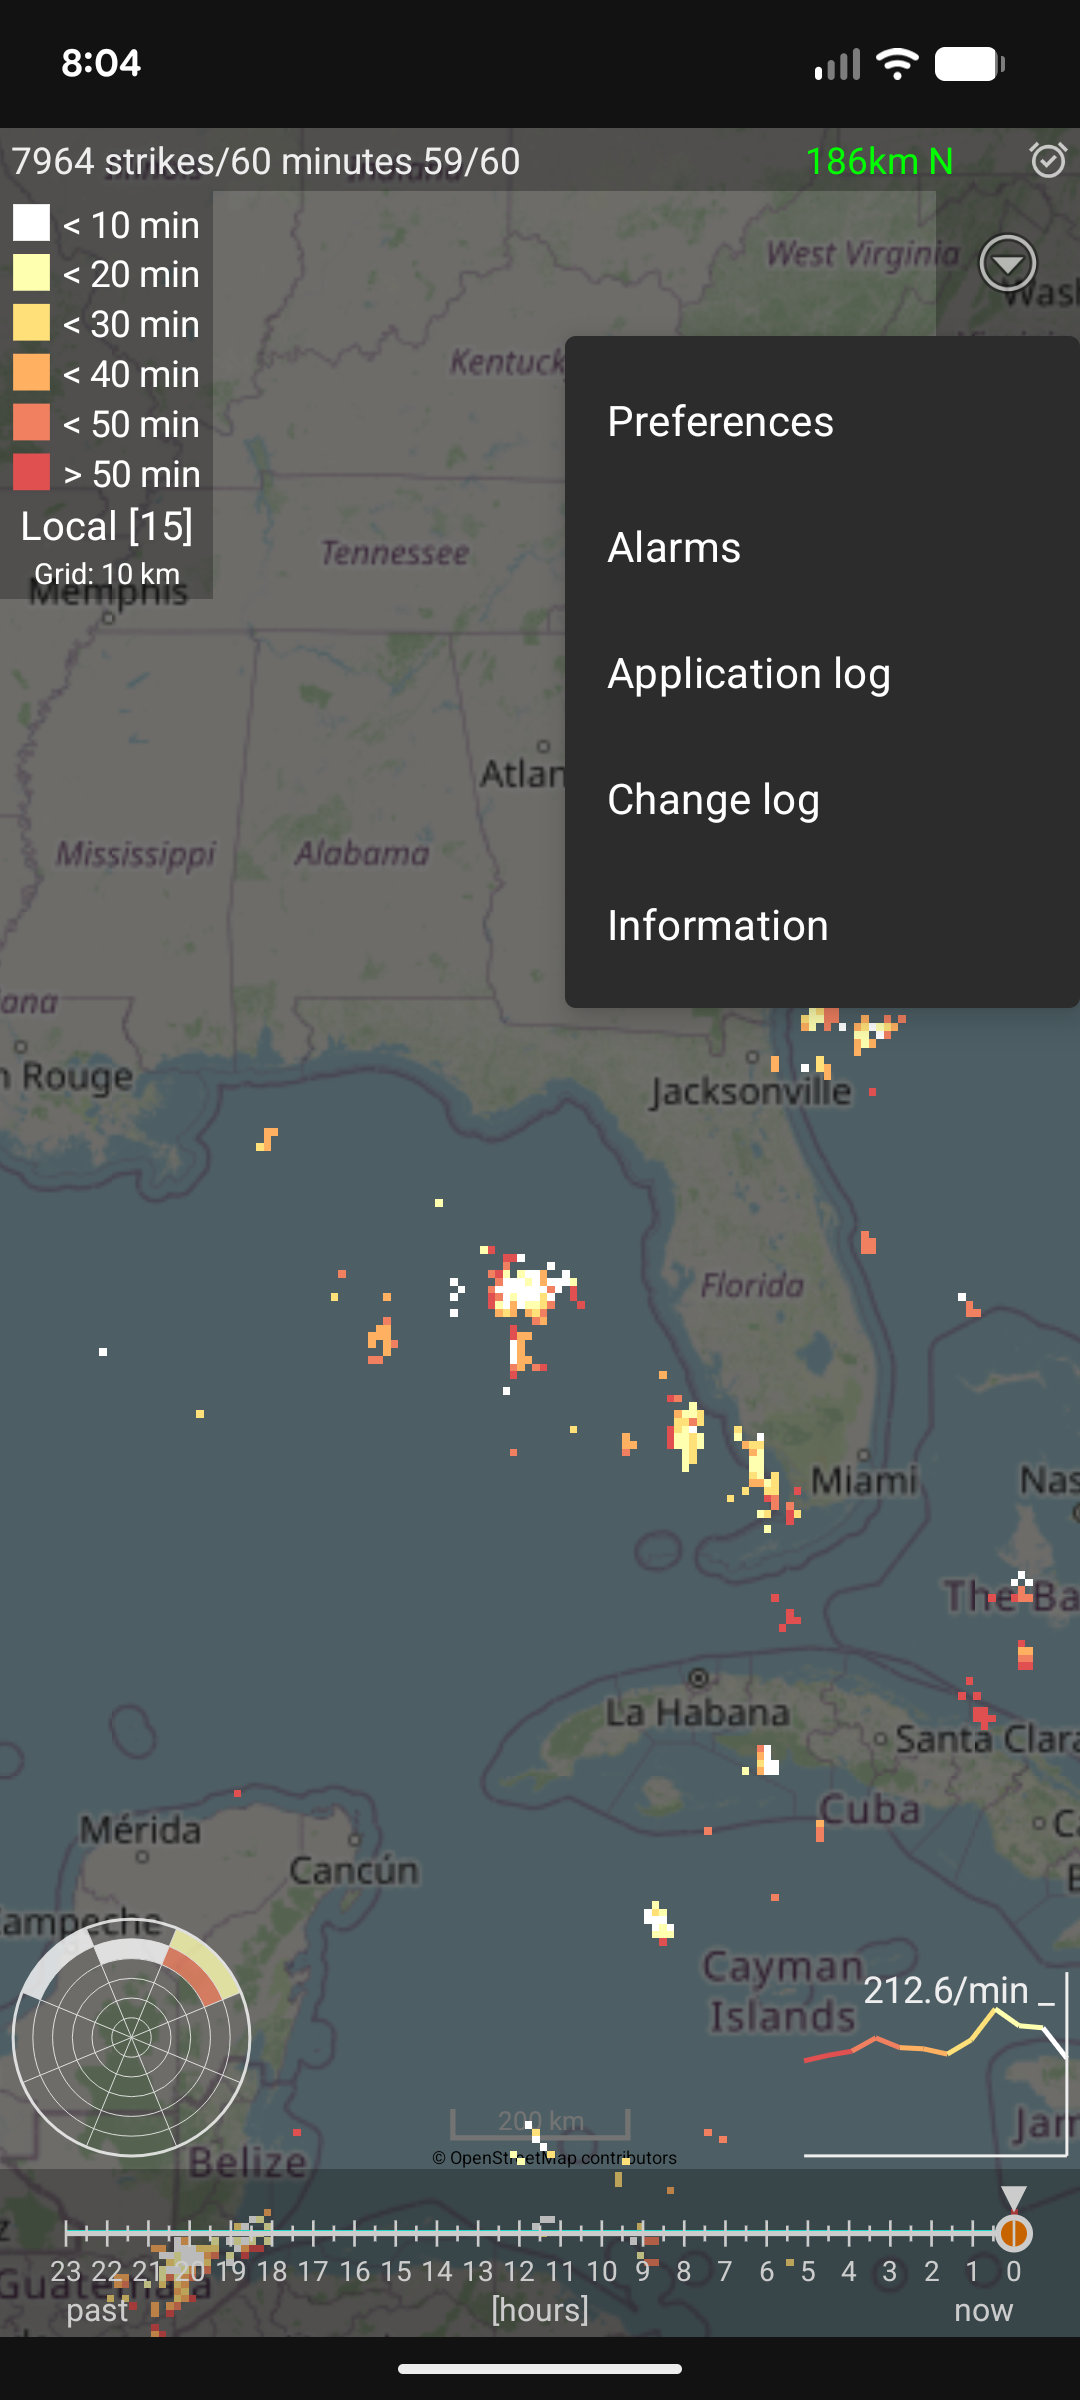 8:04
7964 strikes/60 minutes 59/60
186km N
< 10 min
< 20 min
< 30 min
< 40 min
< 50 min
> 50 min
Local [15]
Grid: 10 km
West Virginia
Kentuck
Tennessee
Memphis
Preferences
Alarms
Application log
Change log
Information
Atlan
Mississippi
Alabama
iana
n Rouge
Jacksonville
Florida
Miami
Nas
The Ba
La Habana
Santa Clara
Cuba
Mérida
Cancún
Campeche
Cayman
Islands
212.6/min _
Jam
200 km
© OpenStreetMap contributors
Belize
Guatemala
23 22 21 20 19 18 17 16 15 14 13 12 11 10 9 8 7 6 5 4 3 2 1 0
past [hours] now